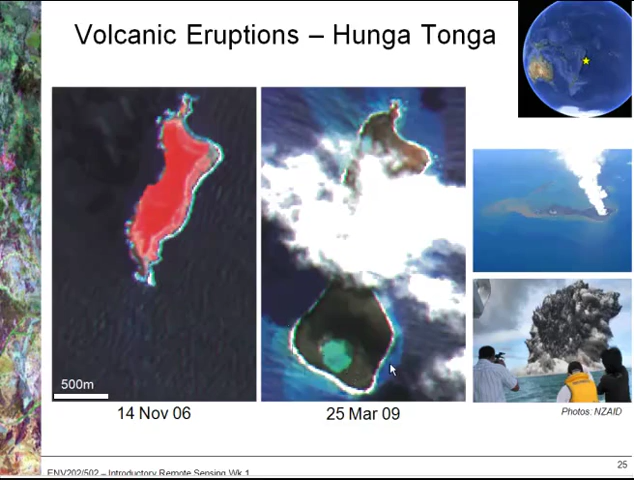 Volcanic Eruptions – Hunga Tonga
500m
14 Nov 06
25 Mar 09
Photos: NZAID
25
ENV202/502 – Introductory Remote Sensing Wk 1